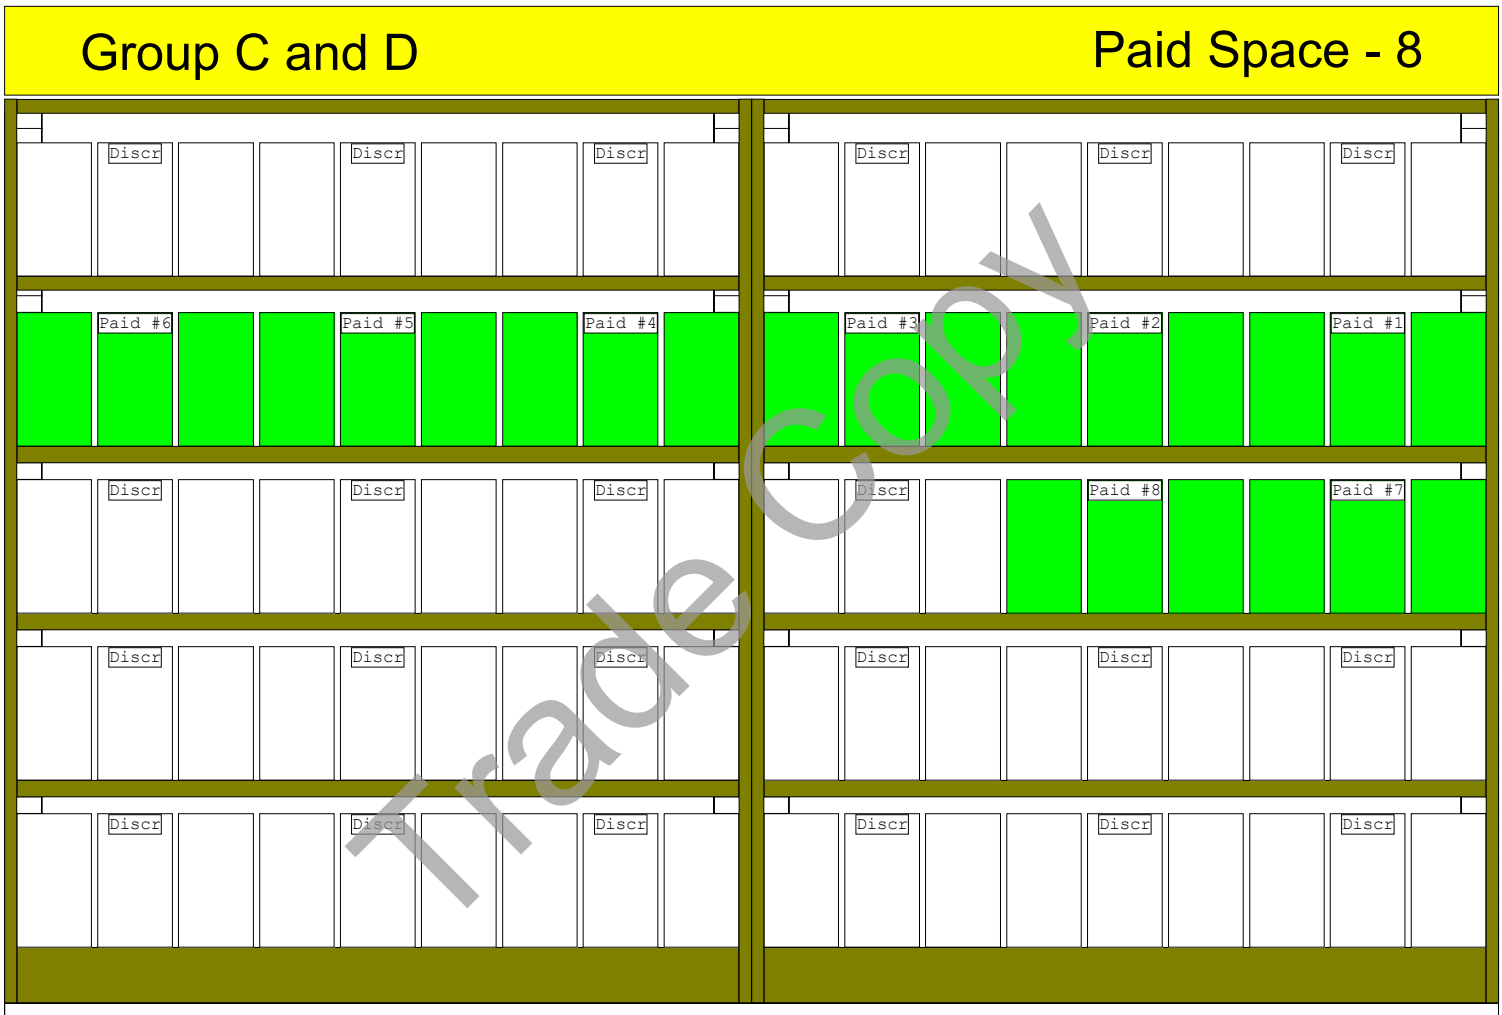 Group C and D Paid Space - 8
Discr Discr Discr Discr Discr Discr
Paid #6 Paid #5 Paid #4 Paid #3 Paid #2 Paid #1
Discr Discr Discr Discr Paid #8 Paid #7
Discr Discr Discr Discr Discr Discr
Discr Discr Discr Discr Discr Discr
Trade Copy